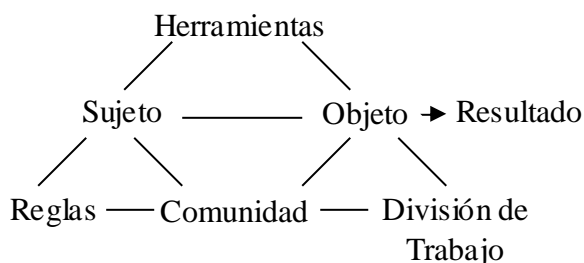 Herramientas
Sujeto Objeto Resultado
Reglas Comunidad División de
Trabajo